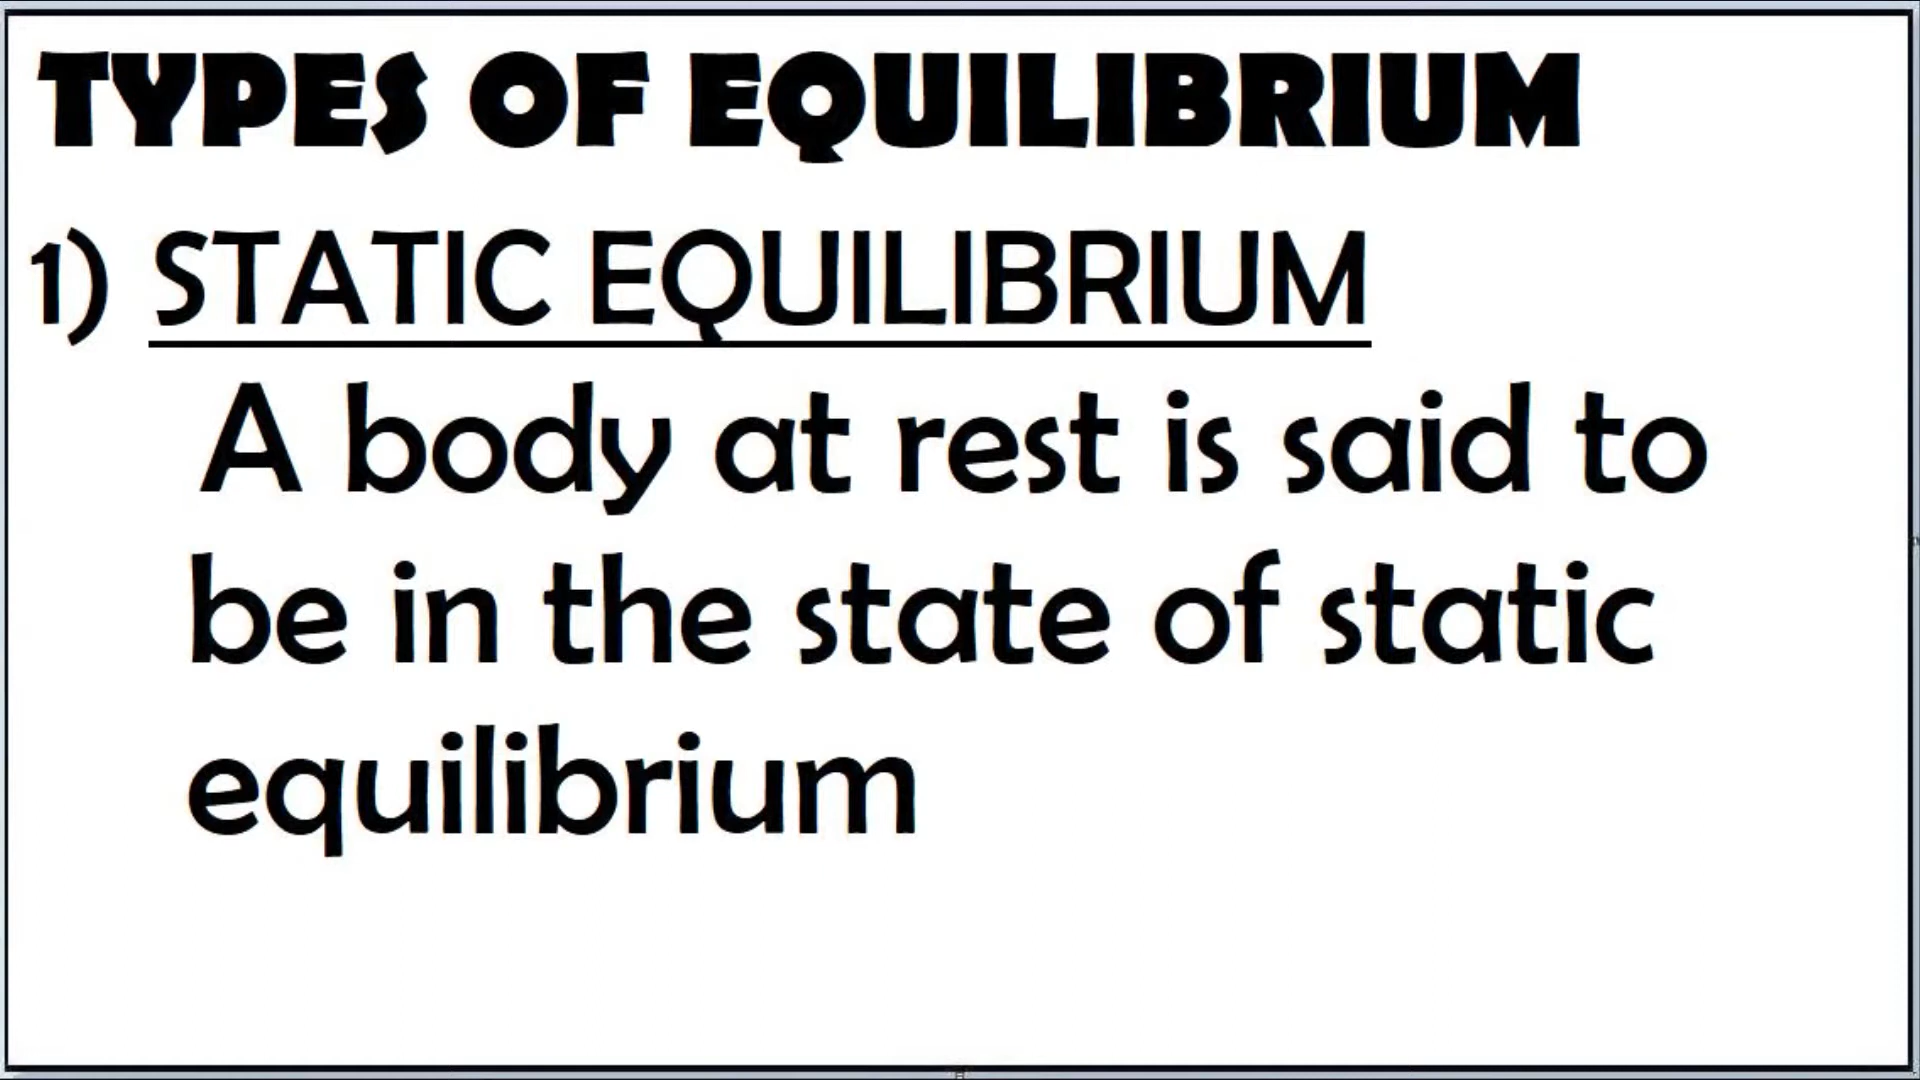 TYPES OF EQUILIBRIUM
1) STATIC EQUILIBRIUM
A body at rest is said to
be in the state of static
equilibrium